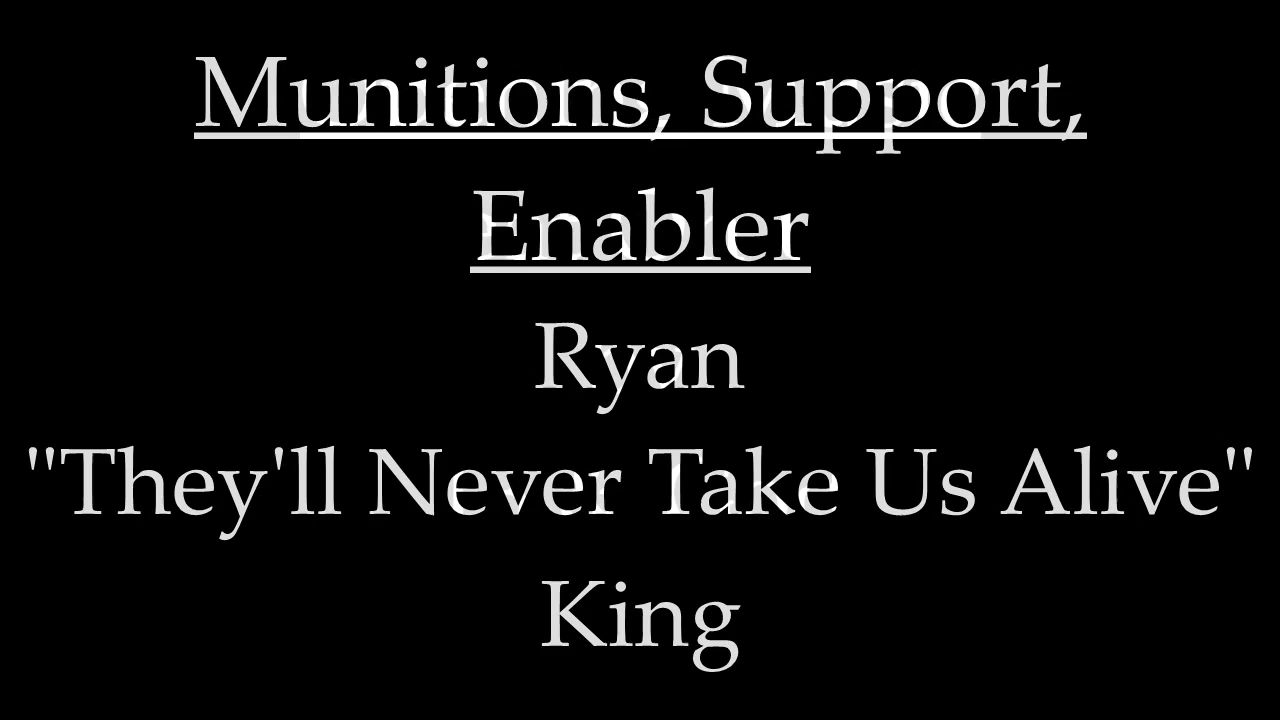 Munitions, Support,
Enabler
Ryan
"They'll Never Take Us Alive"
King